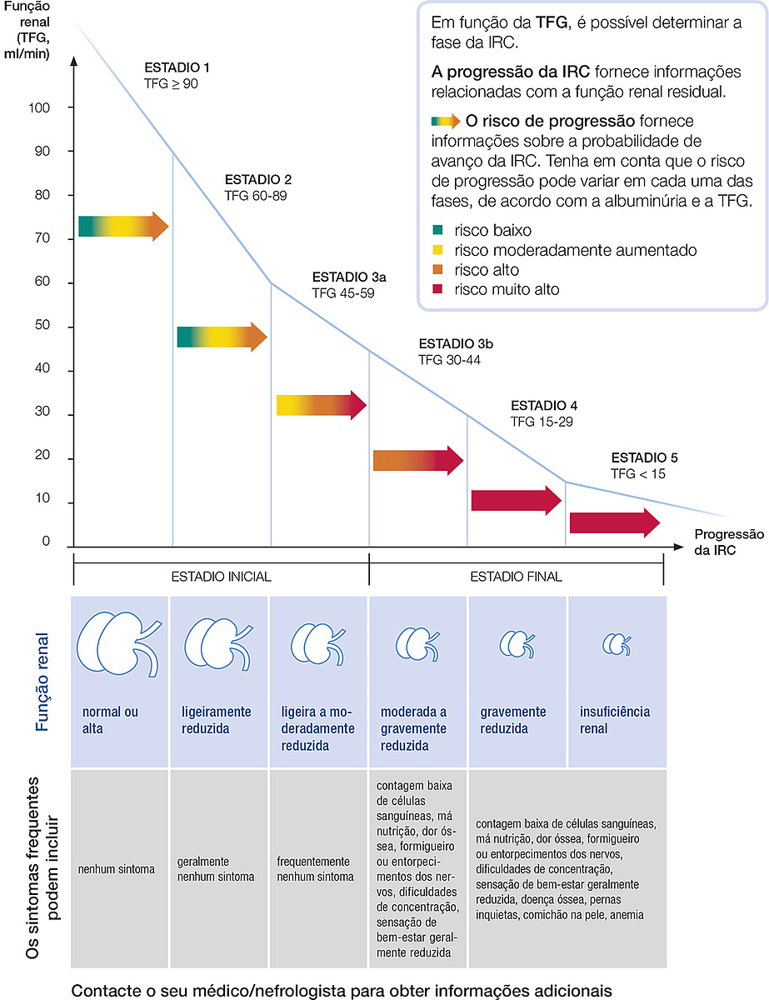 Função
renal
(TFG,
ml/min)
100
90
80
70
60
50
40
30
20
10
0
ESTADIO 1
TFG ≥ 90
ESTADIO 2
TFG 60-89
ESTADIO 3a
TFG 45-59
ESTADIO 3b
TFG 30-44
ESTADIO 4
TFG 15-29
ESTADIO 5
TFG < 15
Em função da TFG, é possível determinar a
fase da IRC.
A progressão da IRC fornece informações
relacionadas com a função renal residual.
O risco de progressão fornece
informações sobre a probabilidade de
avanço da IRC. Tenha em conta que o risco
de progressão pode variar em cada uma das
fases, de acordo com a albuminúria e a TFG.
risco baixo
risco moderadamente aumentado
risco alto
risco muito alto
Progressão
da IRC
ESTADIO INICIAL
ESTADIO FINAL
Função renal
normal ou
alta
ligeiramente
reduzida
ligeira a mo-
deradamente
reduzida
moderada a
gravemente
reduzida
gravemente
reduzida
insuficiência
renal
Os sintomas frequentes
podem incluir
nenhum sintoma
geralmente
nenhum sintoma
frequentemente
nenhum sintoma
contagem baixa
de células
sanguíneas, má
nutrição, dor ós-
sea, formigueiro
ou entorpeci-
mentos dos ner-
vos, dificuldades
de concentração,
sensação de
bem-estar geral-
mente reduzida
contagem baixa de células sanguíneas,
má nutrição, dor óssea, formigueiro
ou entorpecimentos dos nervos,
dificuldades de concentração,
sensação de bem-estar geralmente
reduzida, doença óssea, pernas
inquietas, comichão na pele, anemia
Contacte o seu médico/nefrologista para obter informações adicionais